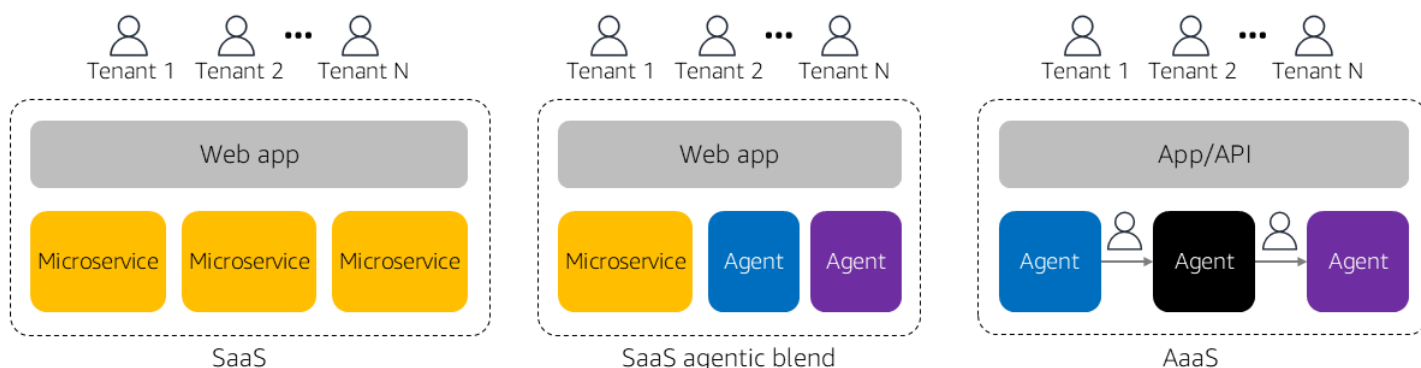 Tenant 1 Tenant 2 Tenant N Tenant 1 Tenant 2 Tenant N Tenant 1 Tenant 2 Tenant N
Web app Web app App/API
Microservice Microservice Microservice Microservice Agent Agent Agent Agent Agent
SaaS SaaS agentic blend AaaS